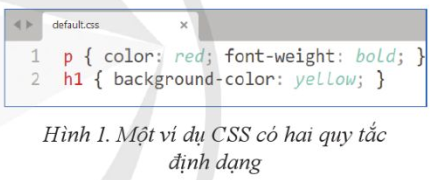 default.css ×
1 p { color: red; font-weight: bold; }
2 h1 { background-color: yellow; }
Hình 1. Một ví dụ CSS có hai quy tắc
định dạng